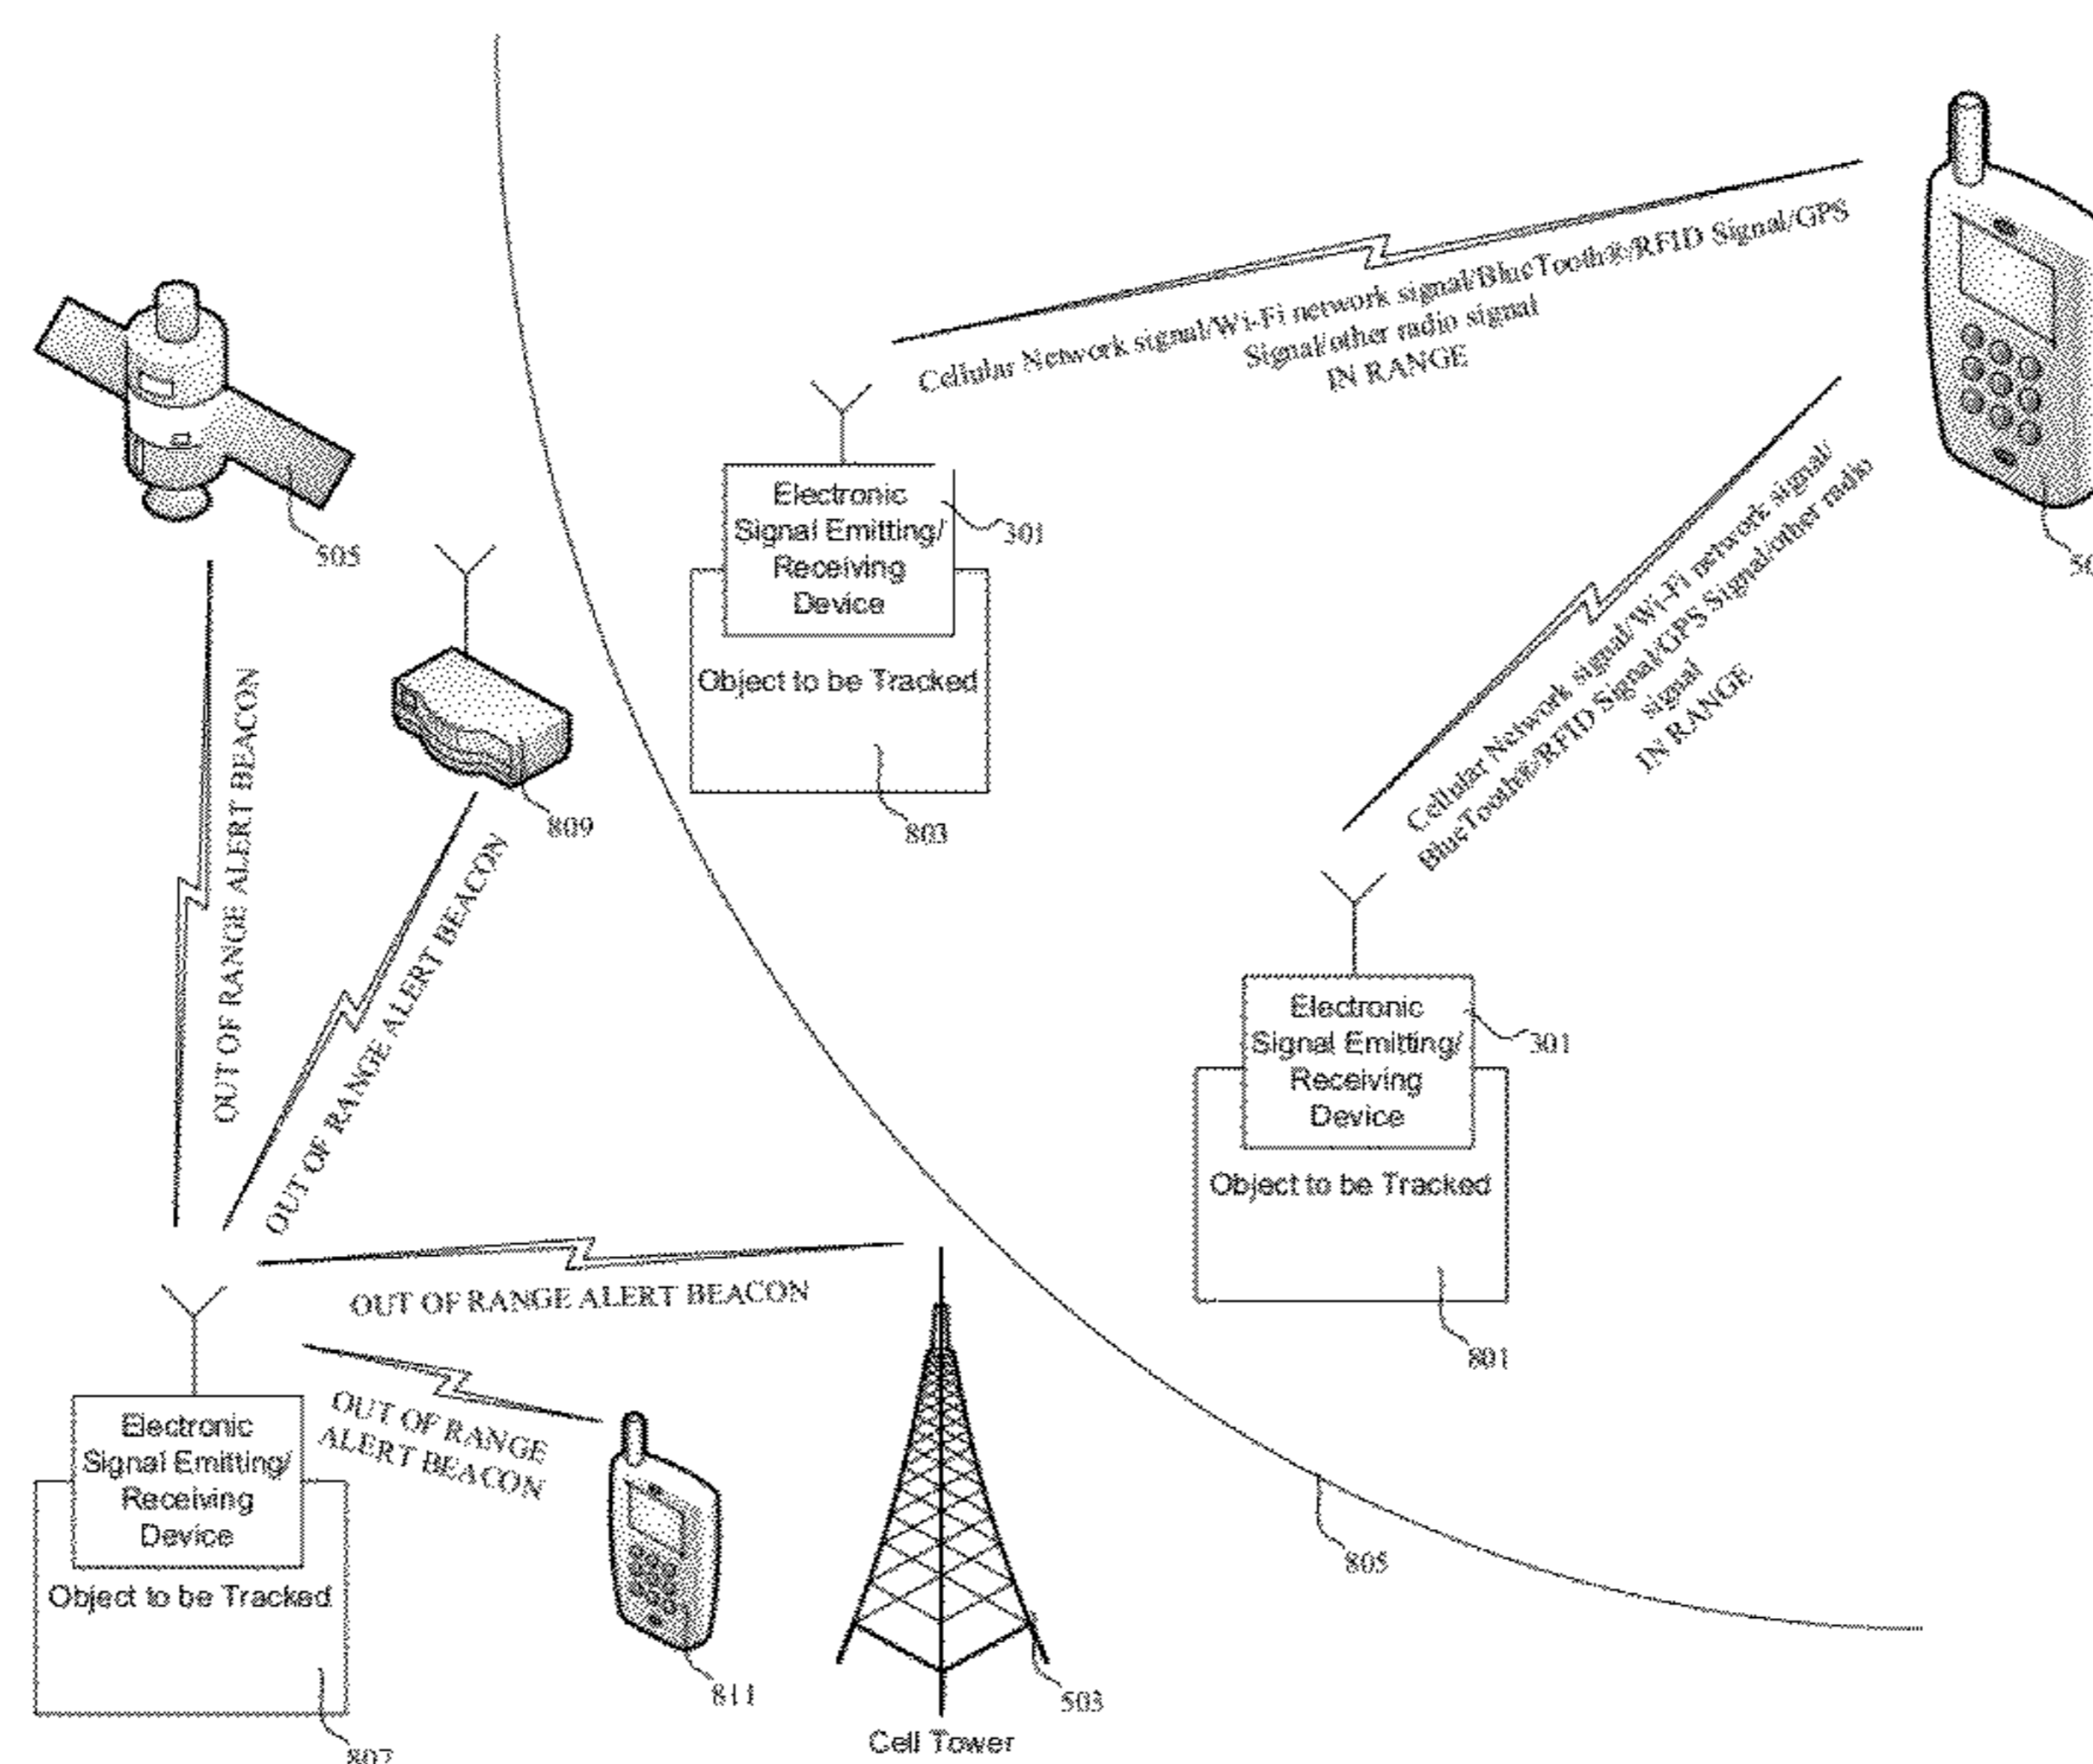 Cellular Network signal/Wi-Fi network signal/BlueTooth®/RFID Signal/GPS
Signal/other radio signal
IN RANGE
505
Electronic
Signal Emitting/
Receiving
Device
301
Object to be Tracked
803
Cellular Network signal/Wi-Fi network signal/
BlueTooth®/RFID Signal/GPS Signal/other radio
signal
IN RANGE
OUT OF RANGE ALERT BEACON
809
OUT OF RANGE ALERT BEACON
Electronic
Signal Emitting/
Receiving
Device
301
Object to be Tracked
801
OUT OF RANGE ALERT BEACON
OUT OF RANGE
ALERT BEACON
Electronic
Signal Emitting/
Receiving
Device
Object to be Tracked
805
811
503
Cell Tower